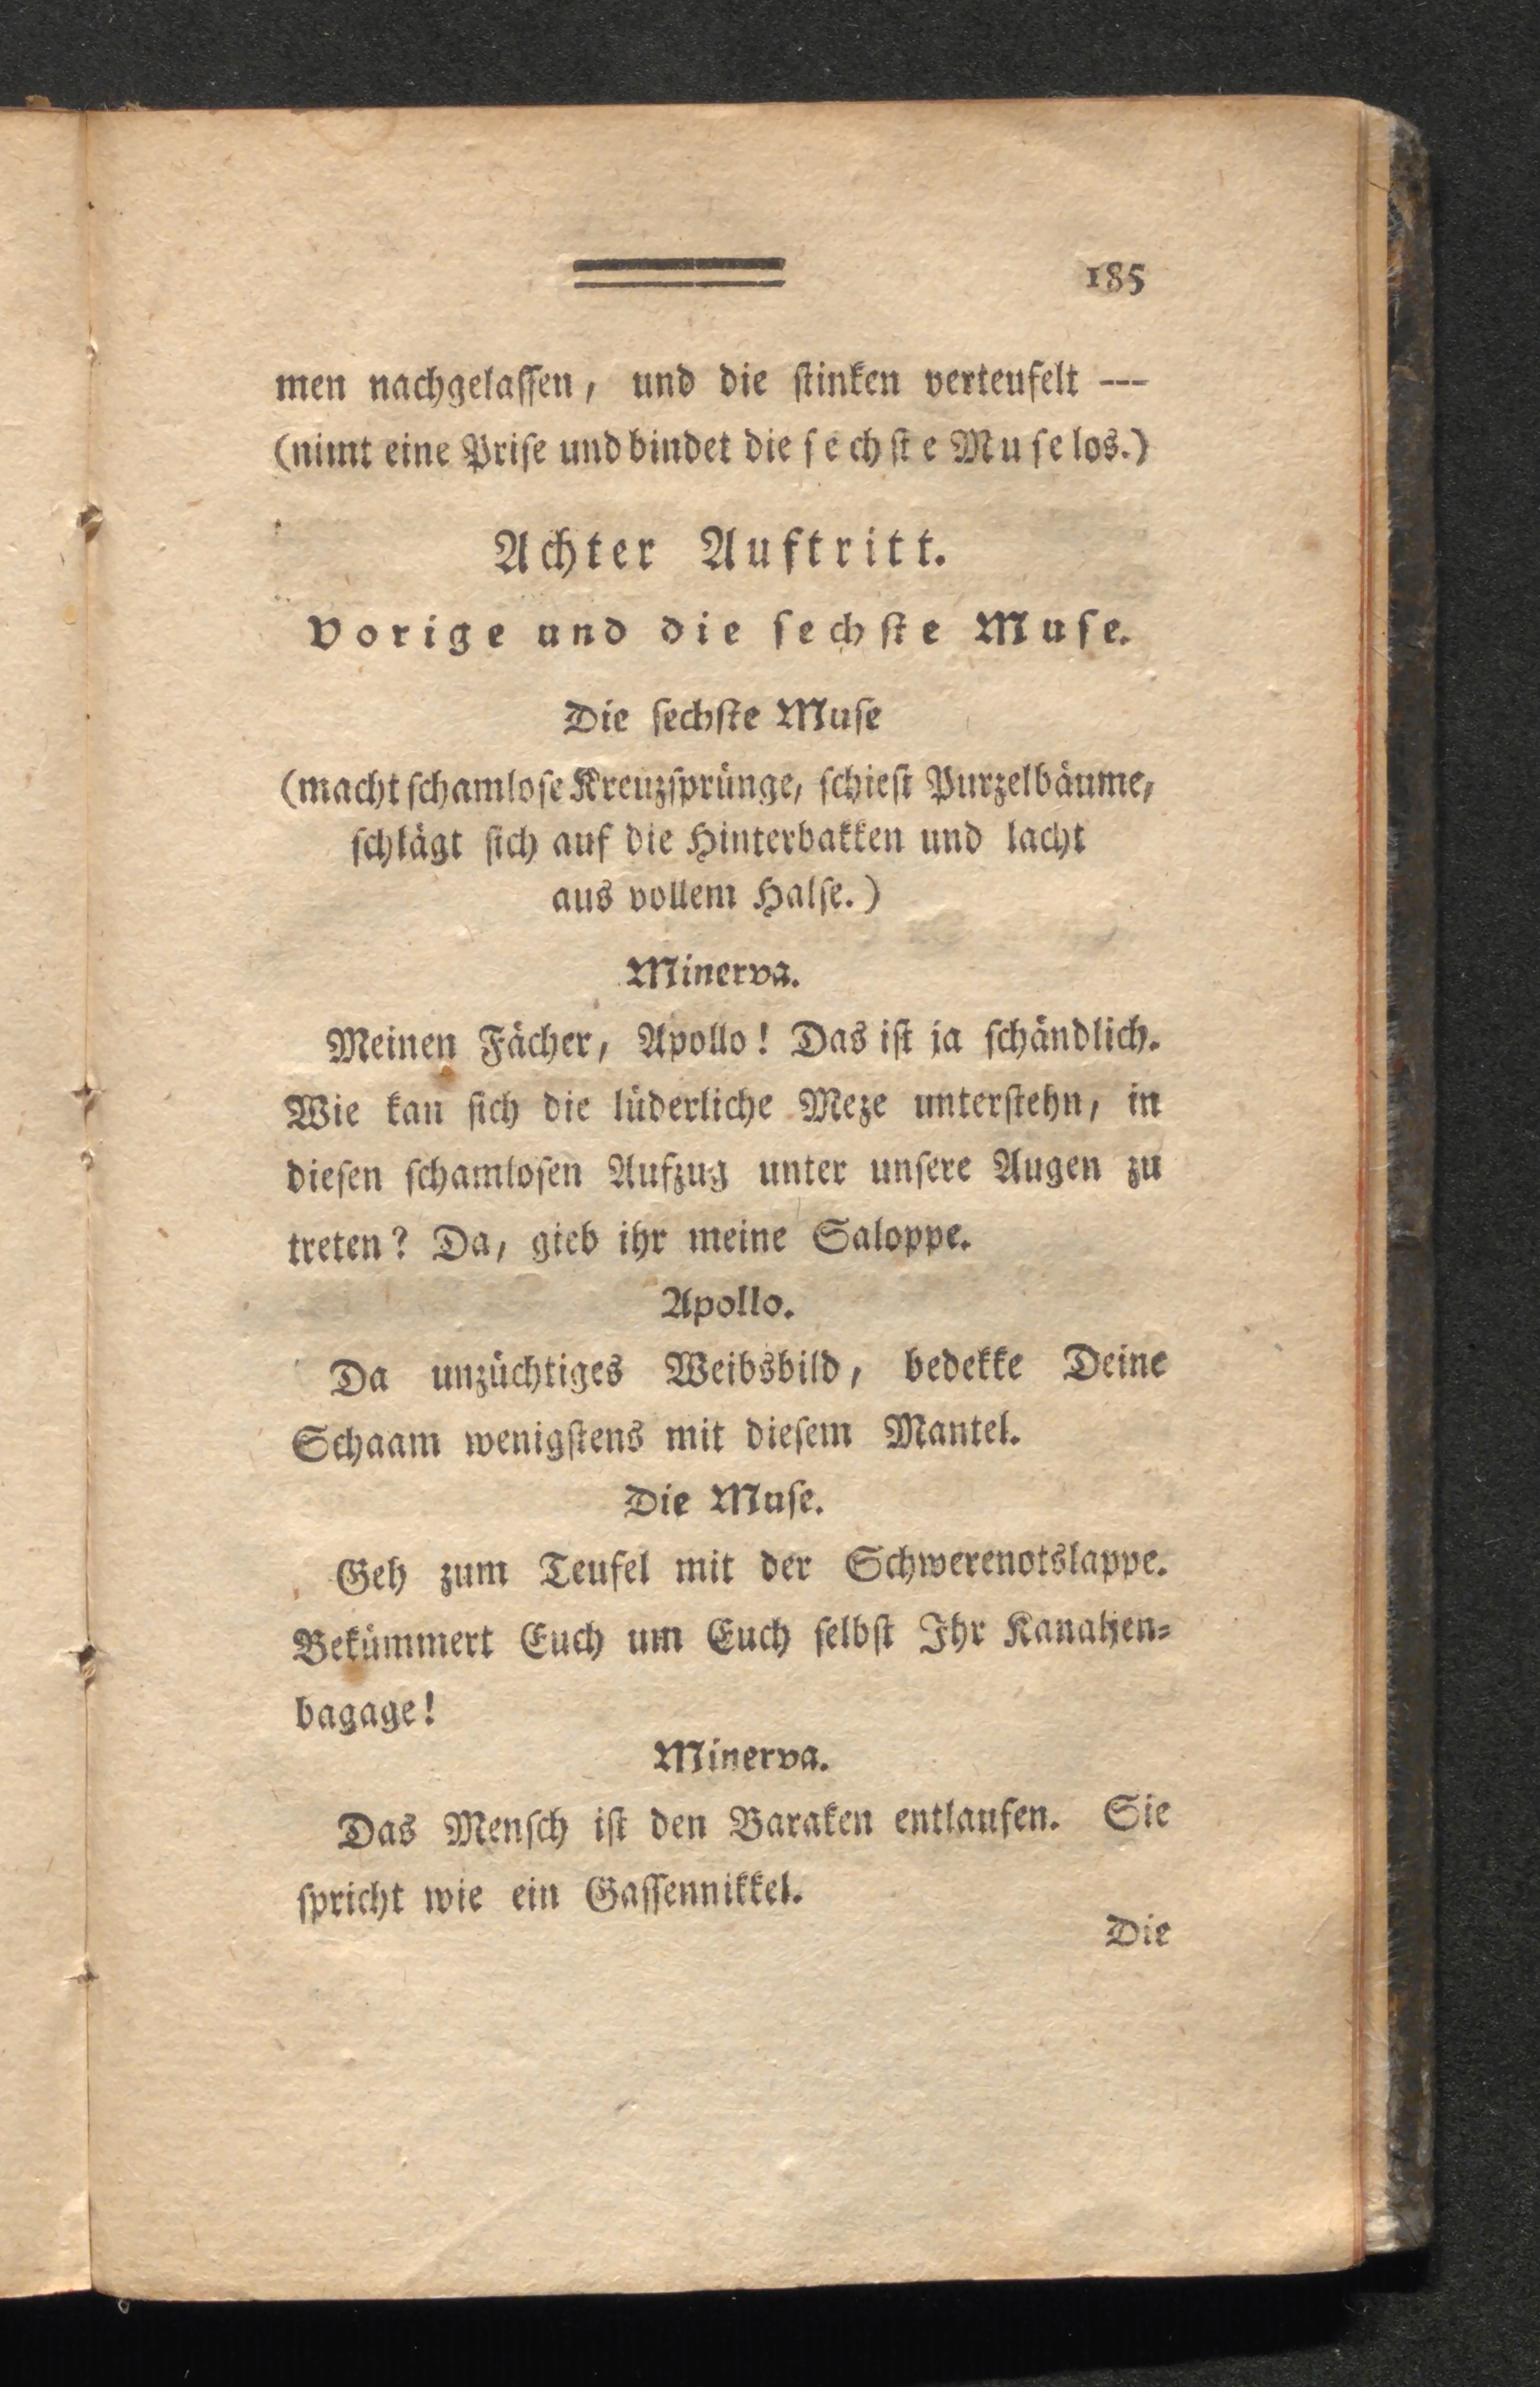 185
men nachgelaſſen, und die ſtinken verteufelt ---
(nimt eine Priſe und bindet die ſechſte Muſe los.)
Achter Auftritt.
Vorige und die ſechſte Muſe.
Die ſechſte Muſe
(macht ſchamloſe Kreuzſprünge, ſchieſt Purzelbäume,
ſchlägt ſich auf die Hinterbakken und lacht
aus vollem Halſe.)
Minerva.
Meinen Fächer, Apollo! Das iſt ja ſchändlich.
Wie kan ſich die lüderliche Meze unterſtehn, in
dieſen ſchamloſen Aufzug unter unſere Augen zu
treten? Da, gieb ihr meine Saloppe.
Apollo.
Da unzüchtiges Weibsbild, bedekke Deine
Schaam wenigſtens mit dieſem Mantel.
Die Muſe.
Geh zum Teufel mit der Schwerenotslappe.
Bekümmert Euch um Euch ſelbſt Ihr
bagage!
Minerva.
Das Menſch iſt den Baraken entlaufen. Sie
ſpricht wie ein Gaſſennikkel.
Die